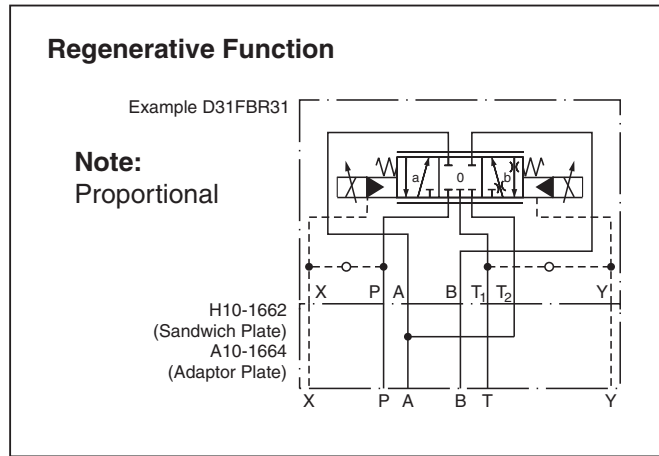 Regenerative Function
Example D31FBR31
Note:
Proportional
a 0 b
X P A B T1 T2 Y
H10-1662
(Sandwich Plate)
A10-1664
(Adaptor Plate)
X P A B T Y